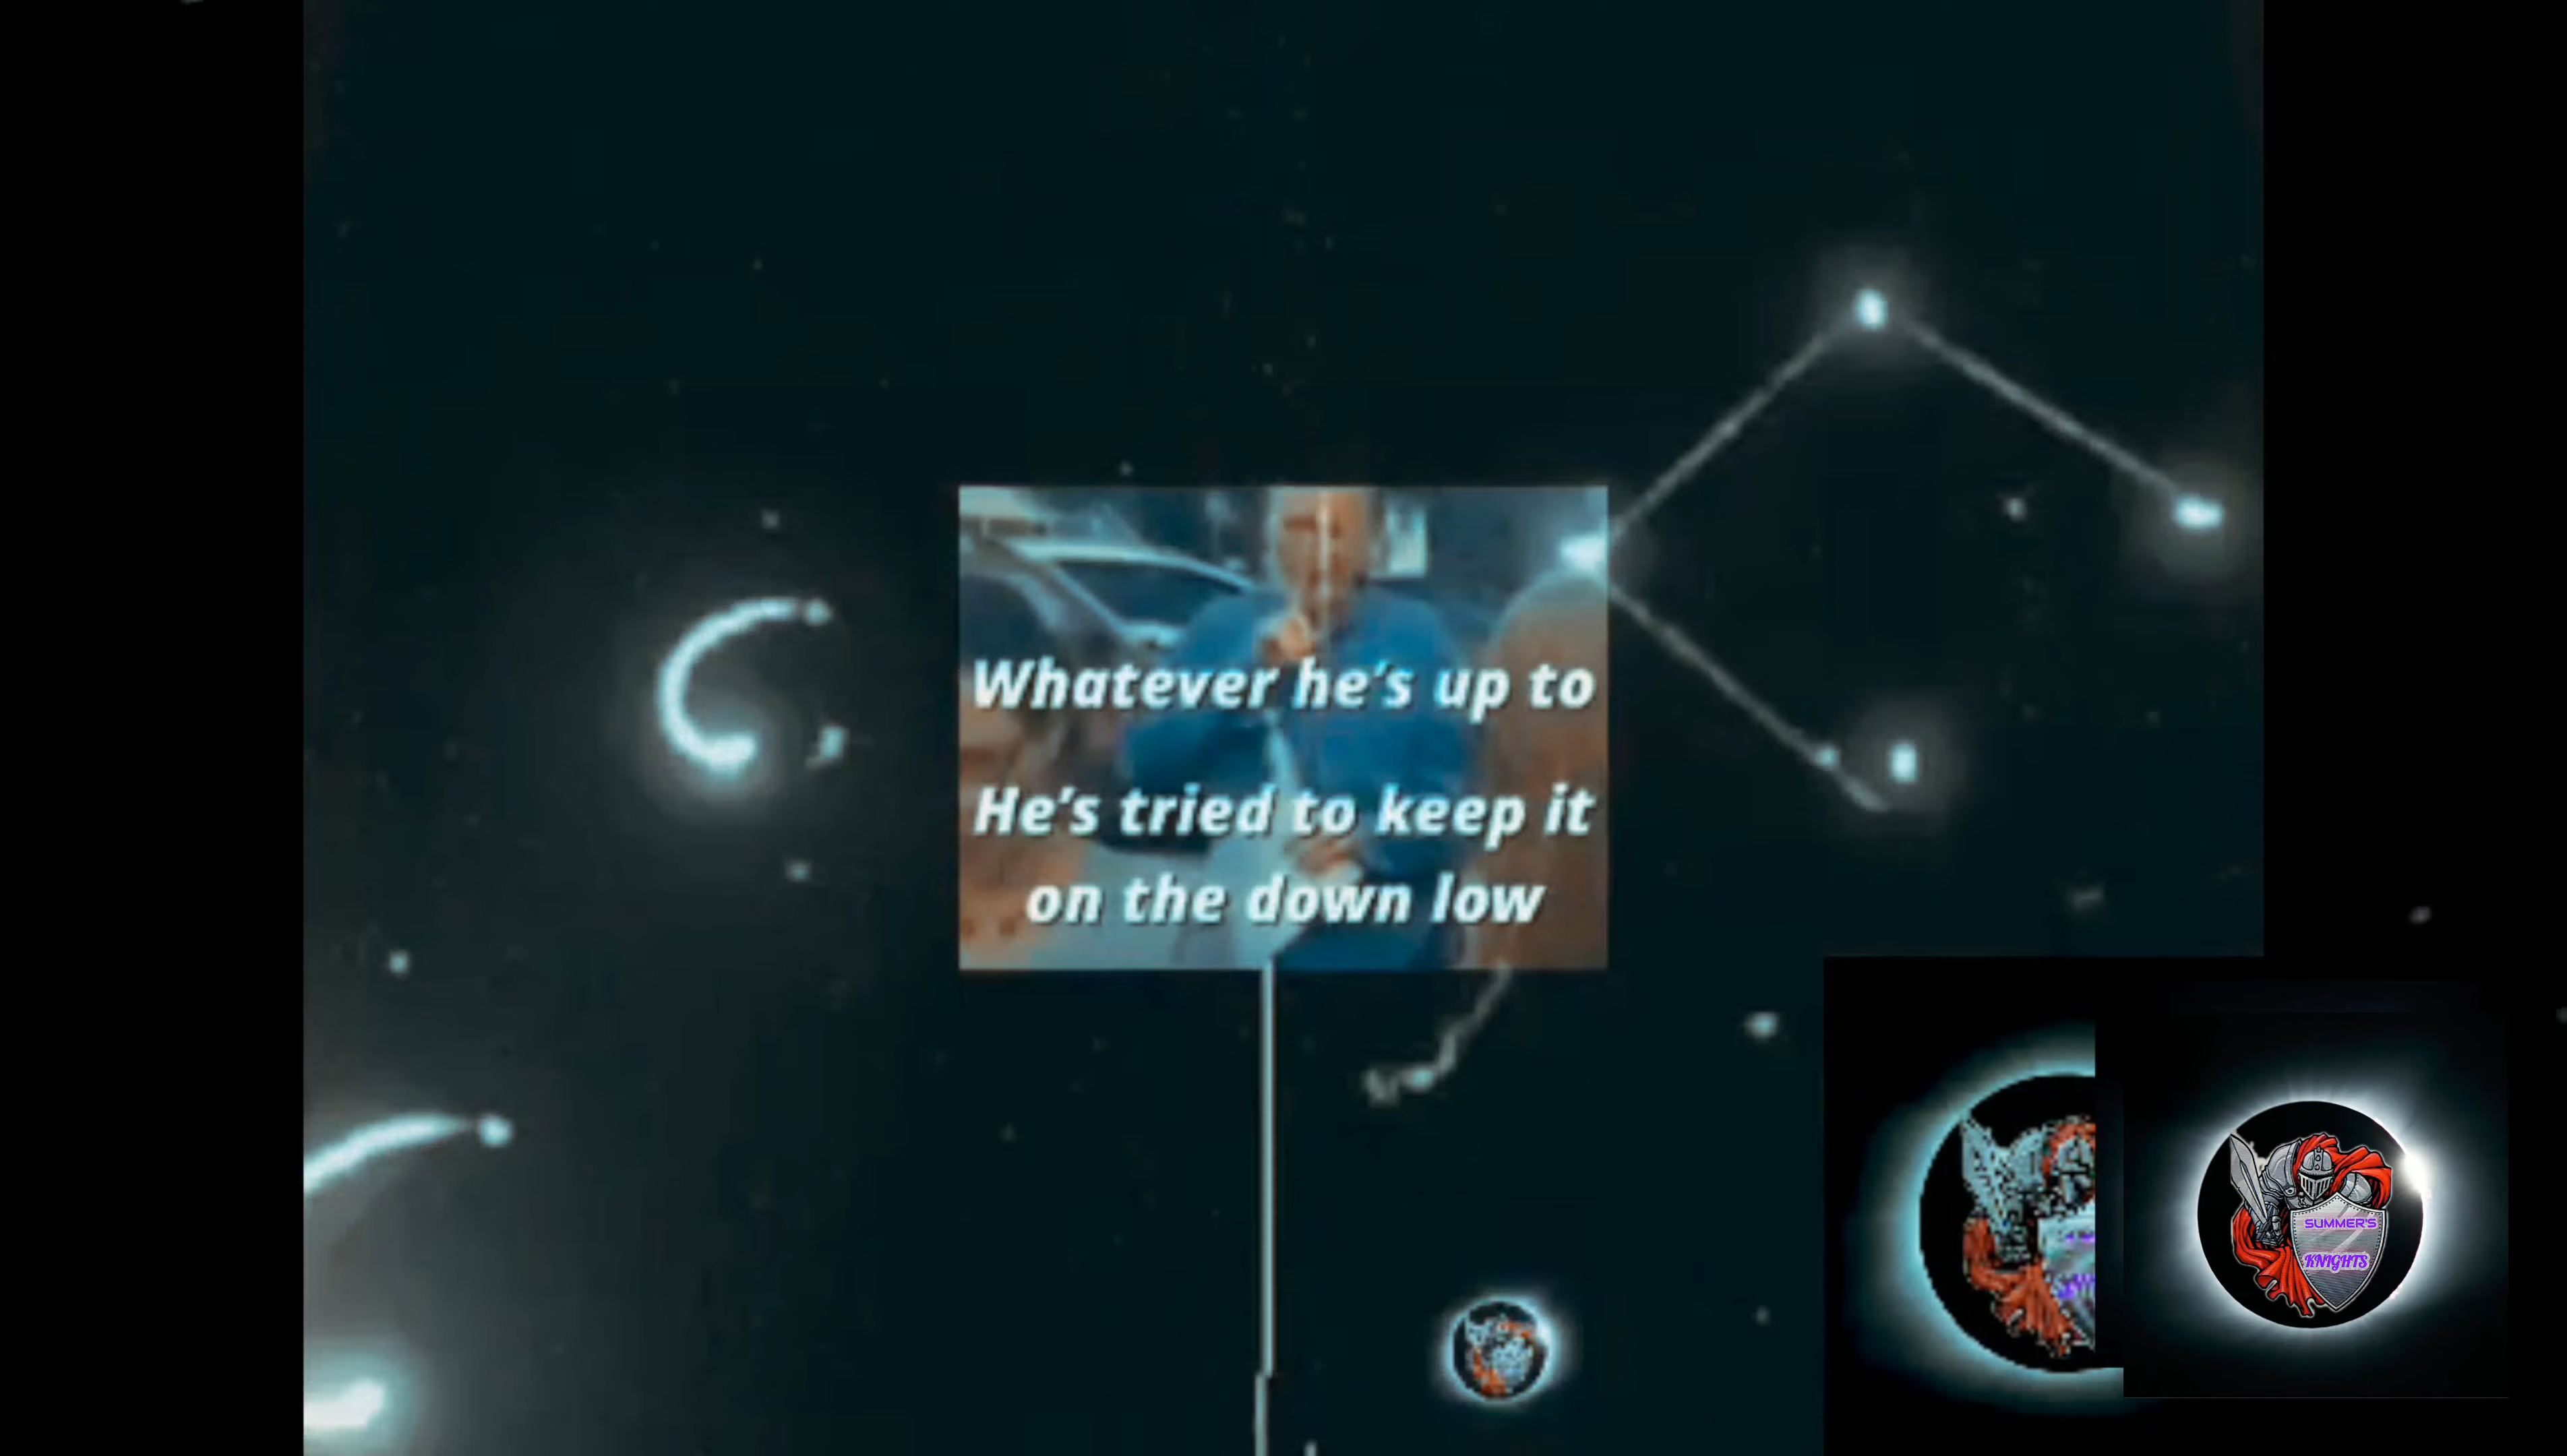 Whatever he's up to
He's tried to keep it
on the down low
SUMMER'S
KNIGHTS